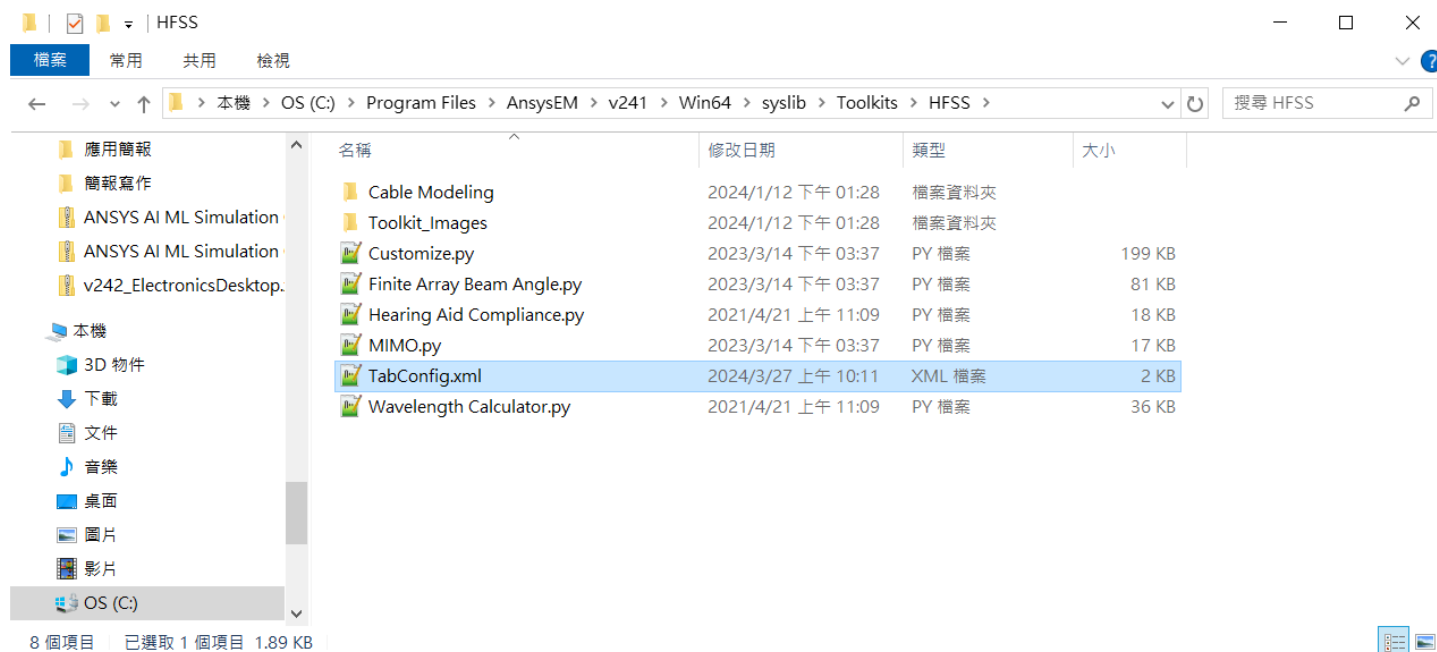 HFSS
檔案 常用 共用 檢視
本機 OS (C:) Program Files AnsysEM v241 Win64 syslib Toolkits HFSS 搜尋 HFSS
應用簡報
簡報寫作
ANSYS AI ML Simulation
ANSYS AI ML Simulation
v242_ElectronicsDesktop.
本機
3D 物件
下載
文件
音樂
桌面
圖片
影片
OS (C:)
名稱 修改日期 類型 大小
Cable Modeling 2024/1/12 下午 01:28 檔案資料夾
Toolkit_Images 2024/1/12 下午 01:28 檔案資料夾
Customize.py 2023/3/14 下午 03:37 PY 檔案 199 KB
Finite Array Beam Angle.py 2023/3/14 下午 03:37 PY 檔案 81 KB
Hearing Aid Compliance.py 2021/4/21 上午 11:09 PY 檔案 18 KB
MIMO.py 2023/3/14 下午 03:37 PY 檔案 17 KB
TabConfig.xml 2024/3/27 上午 10:11 XML 檔案 2 KB
Wavelength Calculator.py 2021/4/21 上午 11:09 PY 檔案 36 KB
8 個項目 已選取 1 個項目 1.89 KB